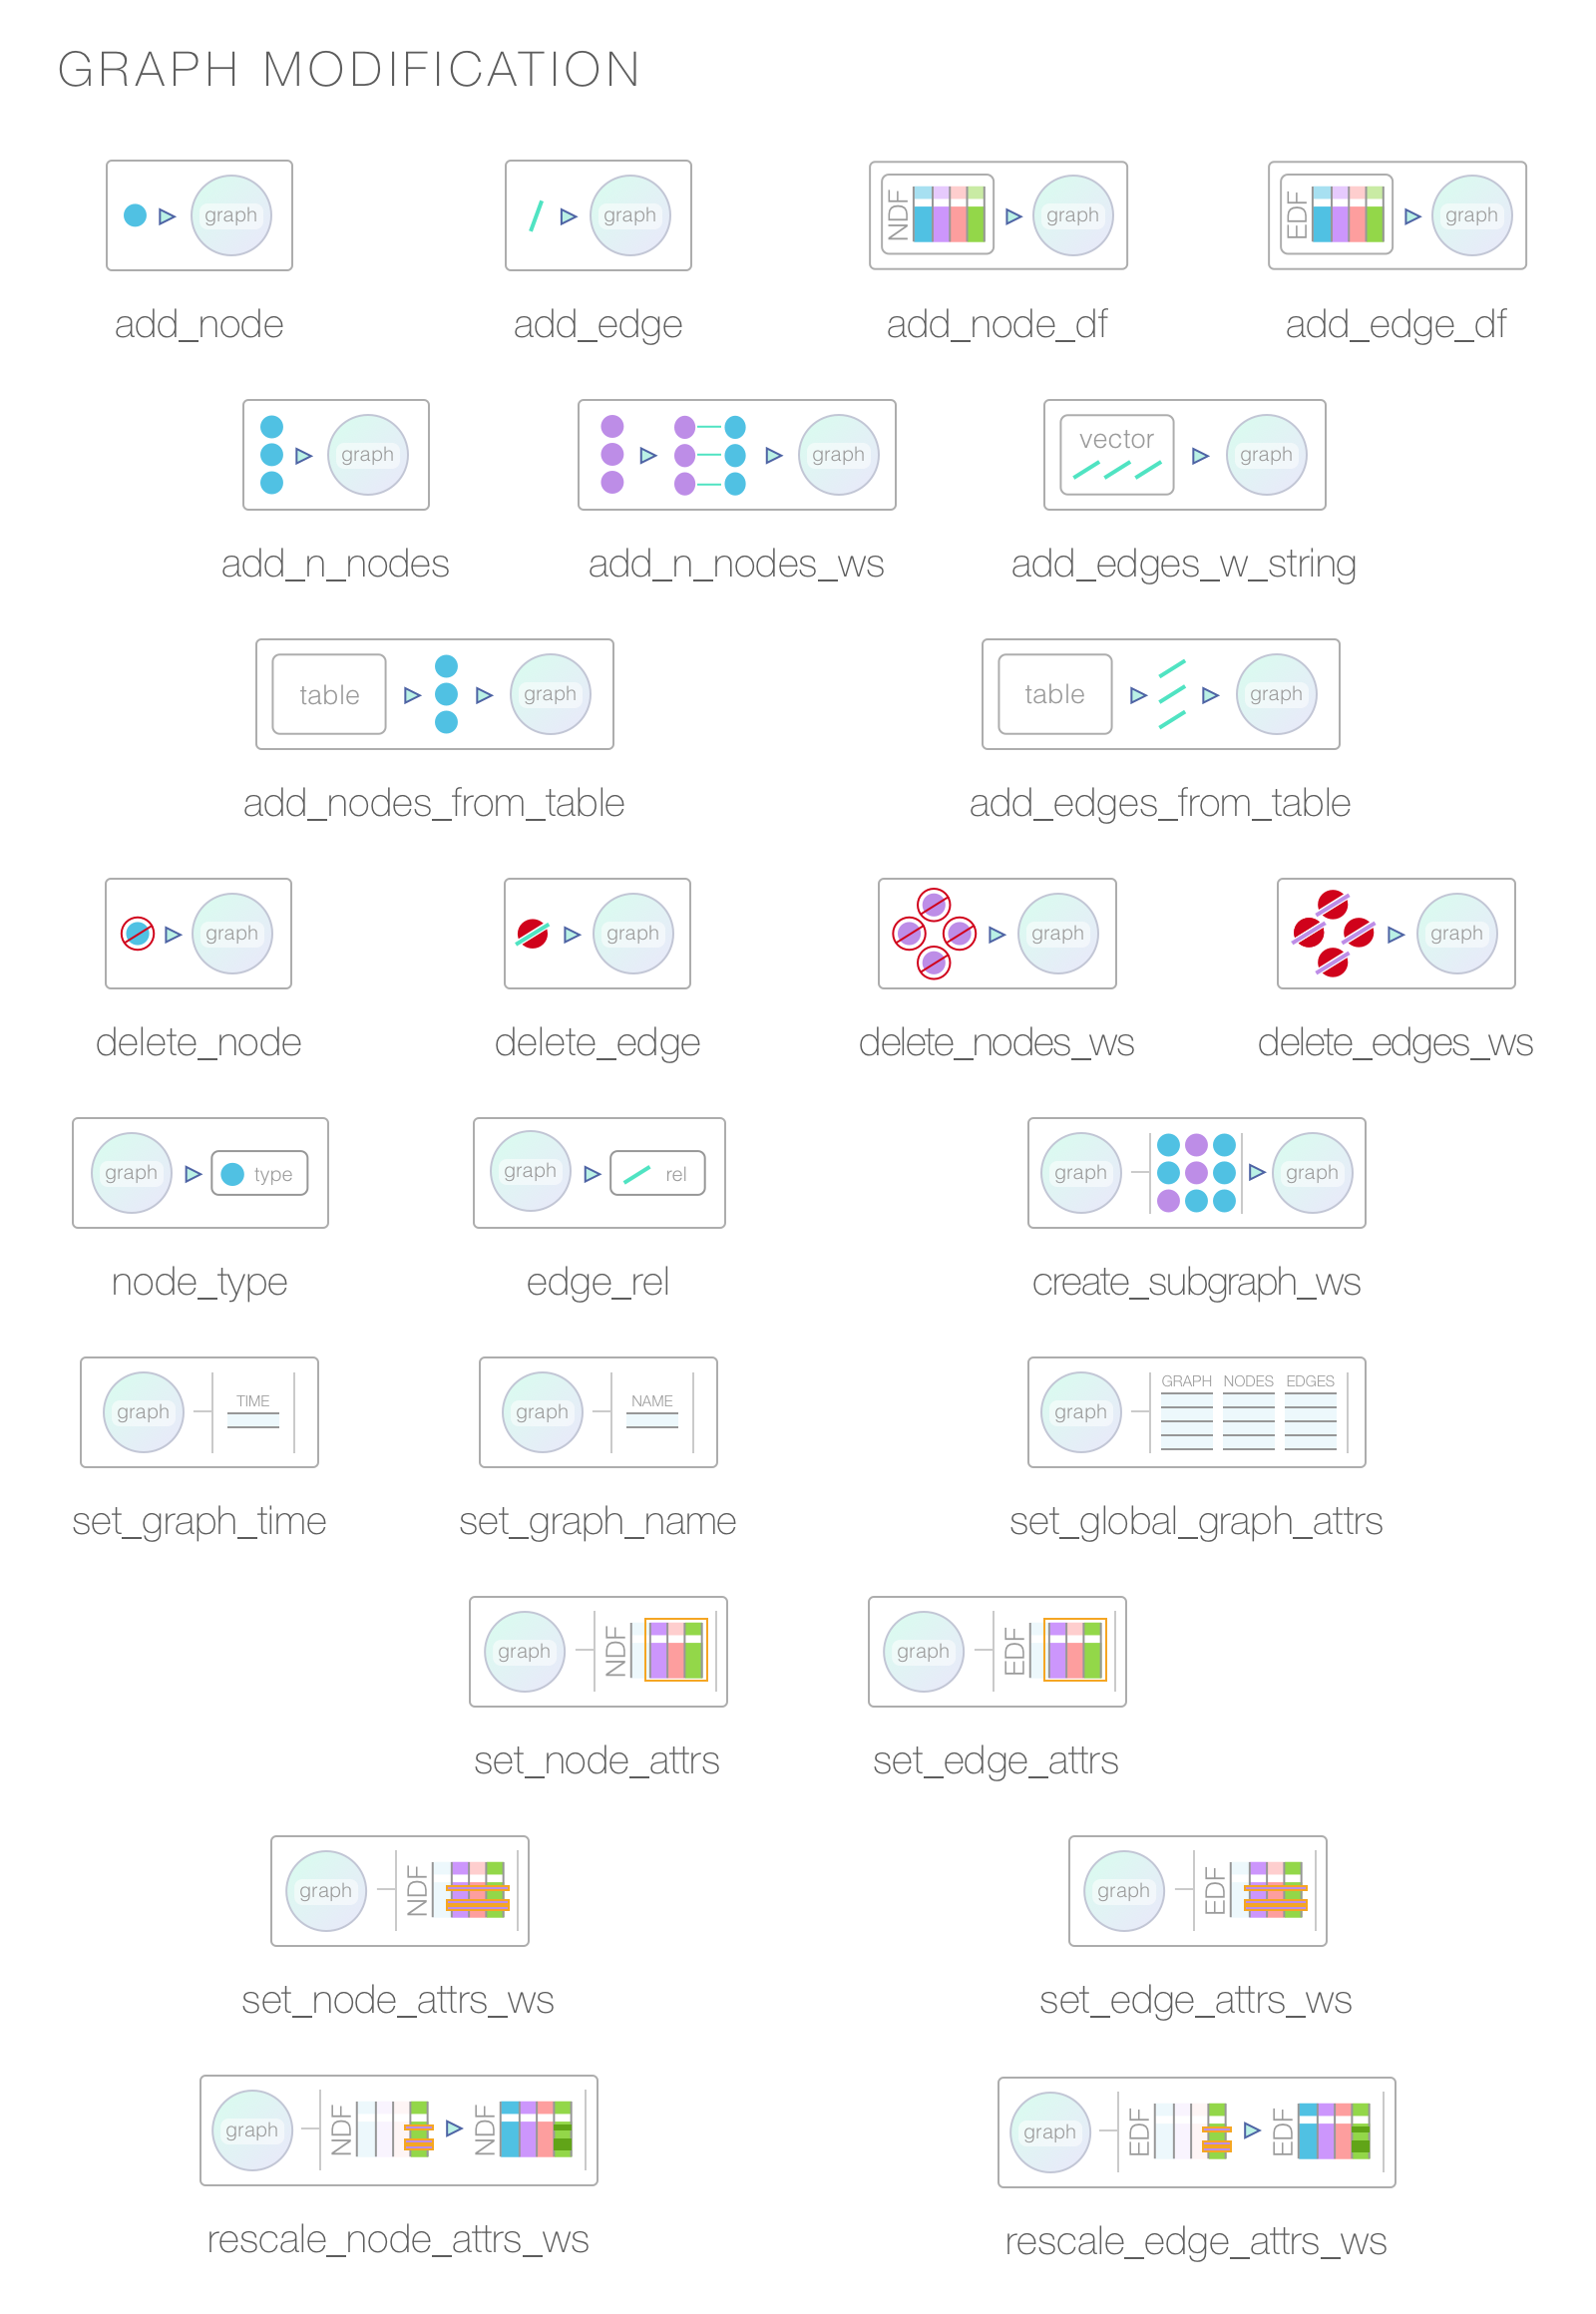 GRAPH MODIFICATION
graph
graph
NDF
graph
EDF
graph
add_node
add_edge
add_node_df
add_edge_df
graph
graph
vector
graph
add_n_nodes
add_n_nodes_ws
add_edges_w_string
table
graph
table
graph
add_nodes_from_table
add_edges_from_table
graph
graph
graph
graph
delete_node
delete_edge
delete_nodes_ws
delete_edges_ws
graph
type
graph
rel
graph
graph
node_type
edge_rel
create_subgraph_ws
graph
TIME
graph
NAME
graph
GRAPH NODES EDGES
set_graph_time
set_graph_name
set_global_graph_attrs
graph
NDF
graph
EDF
set_node_attrs
set_edge_attrs
graph
NDF
graph
EDF
set_node_attrs_ws
set_edge_attrs_ws
graph
NDF
NDF
graph
EDF
EDF
rescale_node_attrs_ws
rescale_edge_attrs_ws